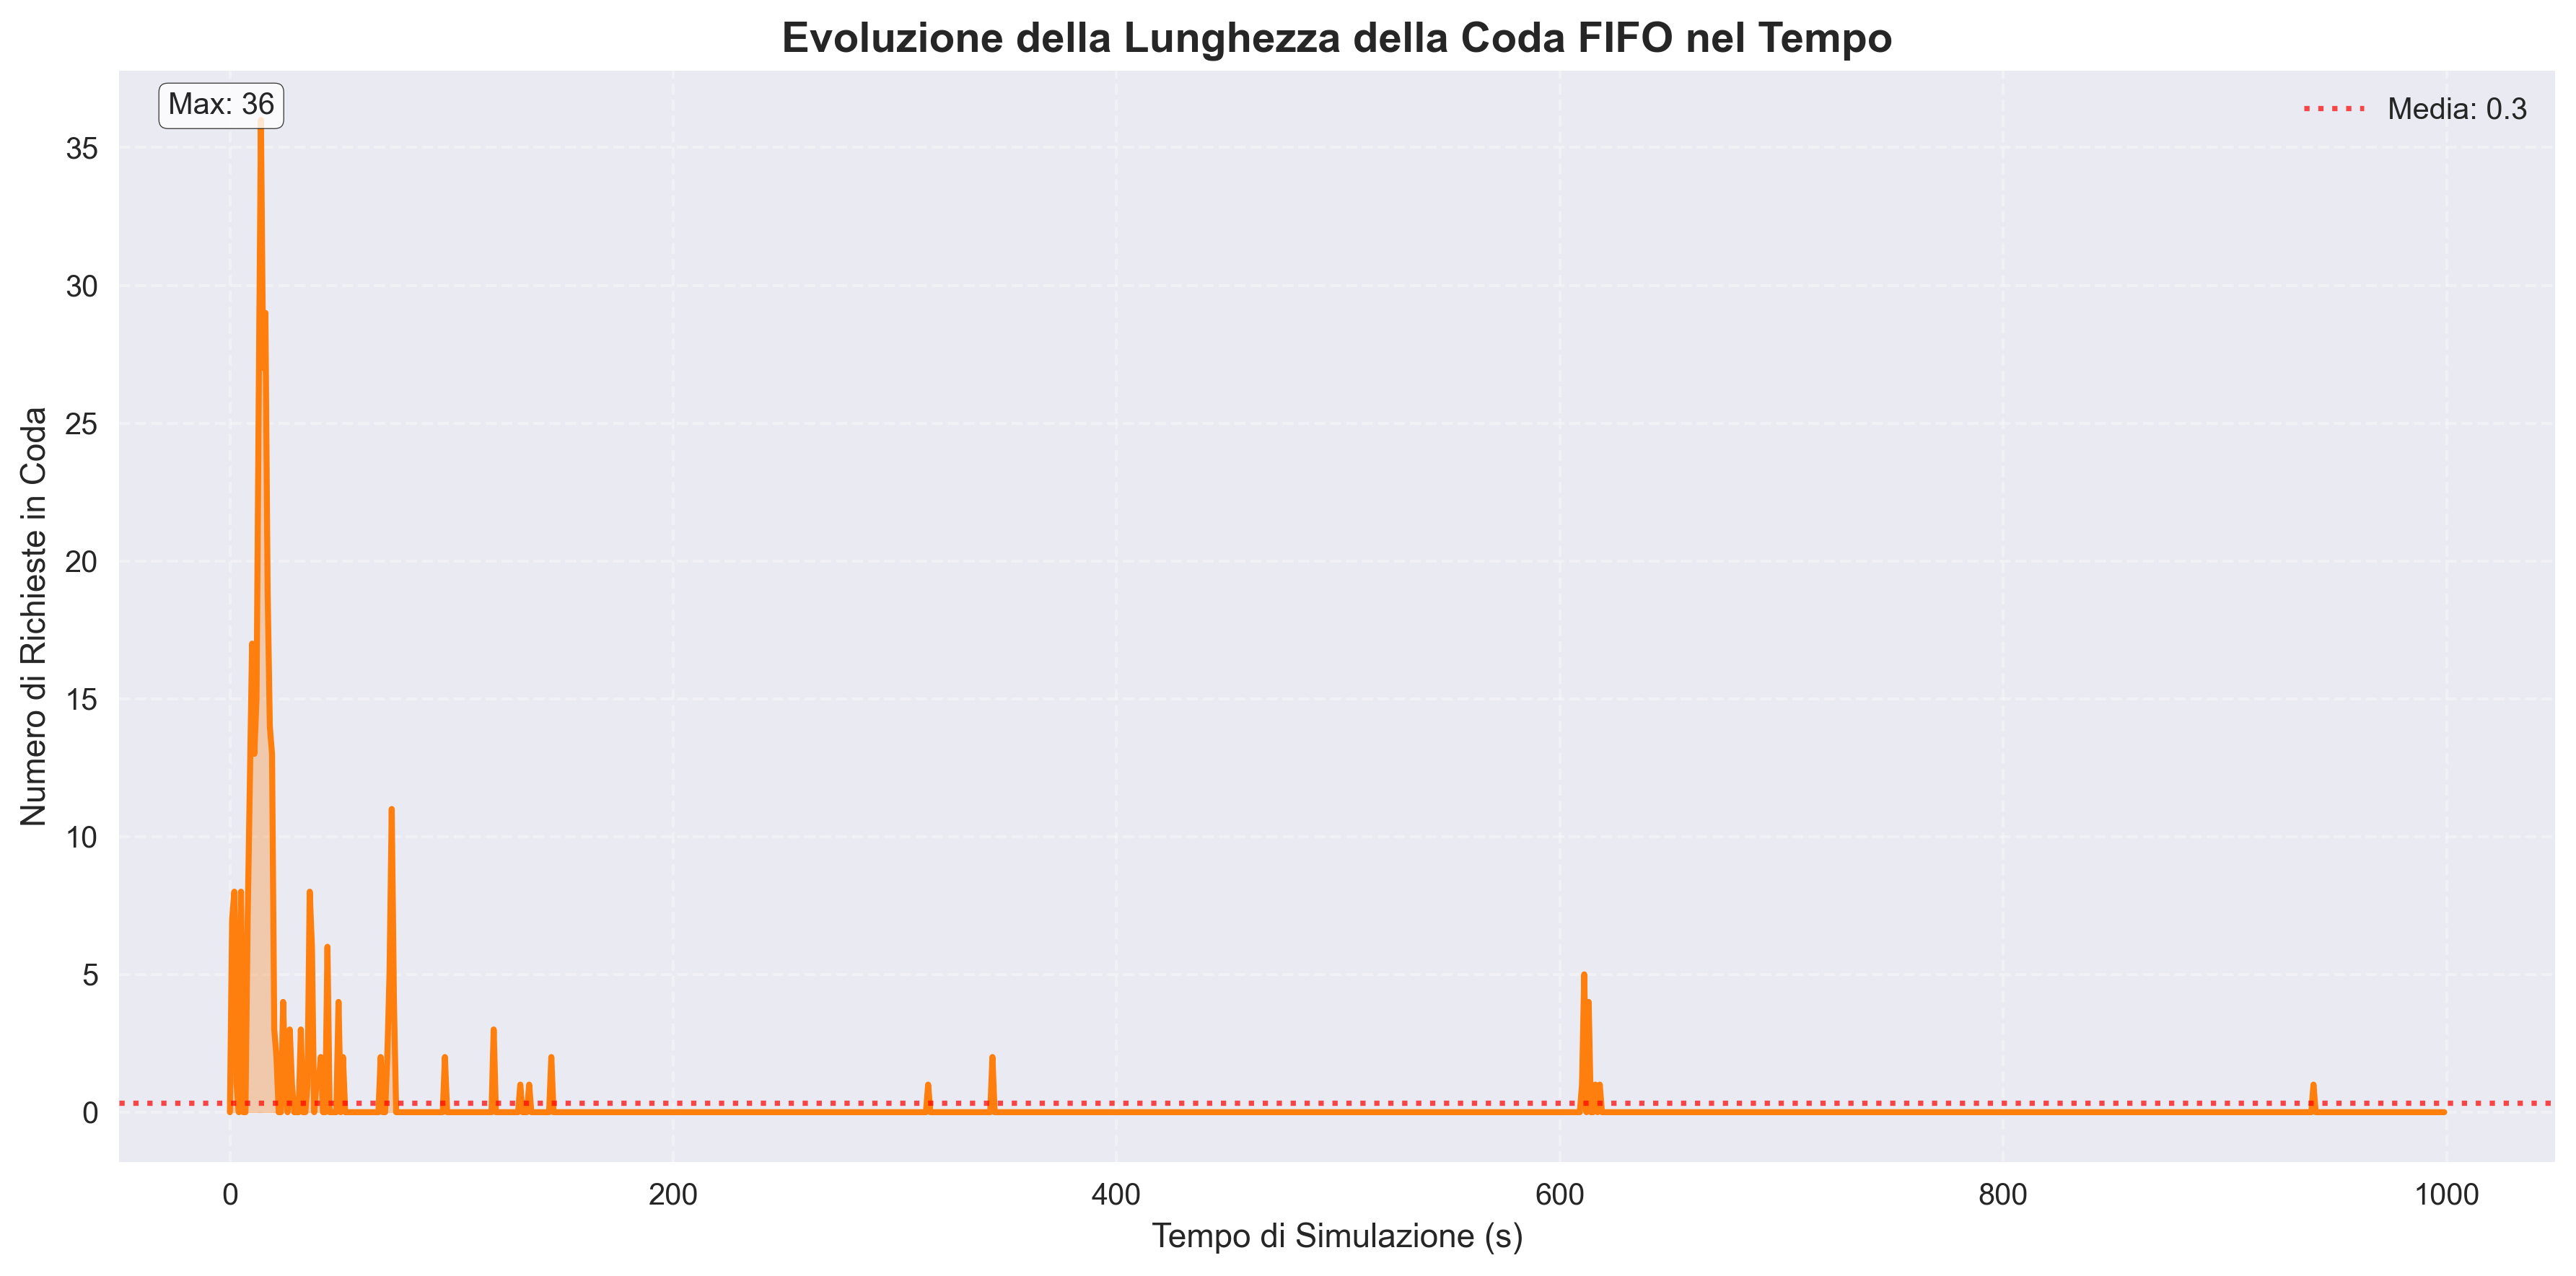 Evoluzione della Lunghezza della Coda FIFO nel Tempo
Max: 36
Media: 0.3
Numero di Richieste in Coda
35
30
25
20
15
10
5
0
0
200
400
600
800
1000
Tempo di Simulazione (s)